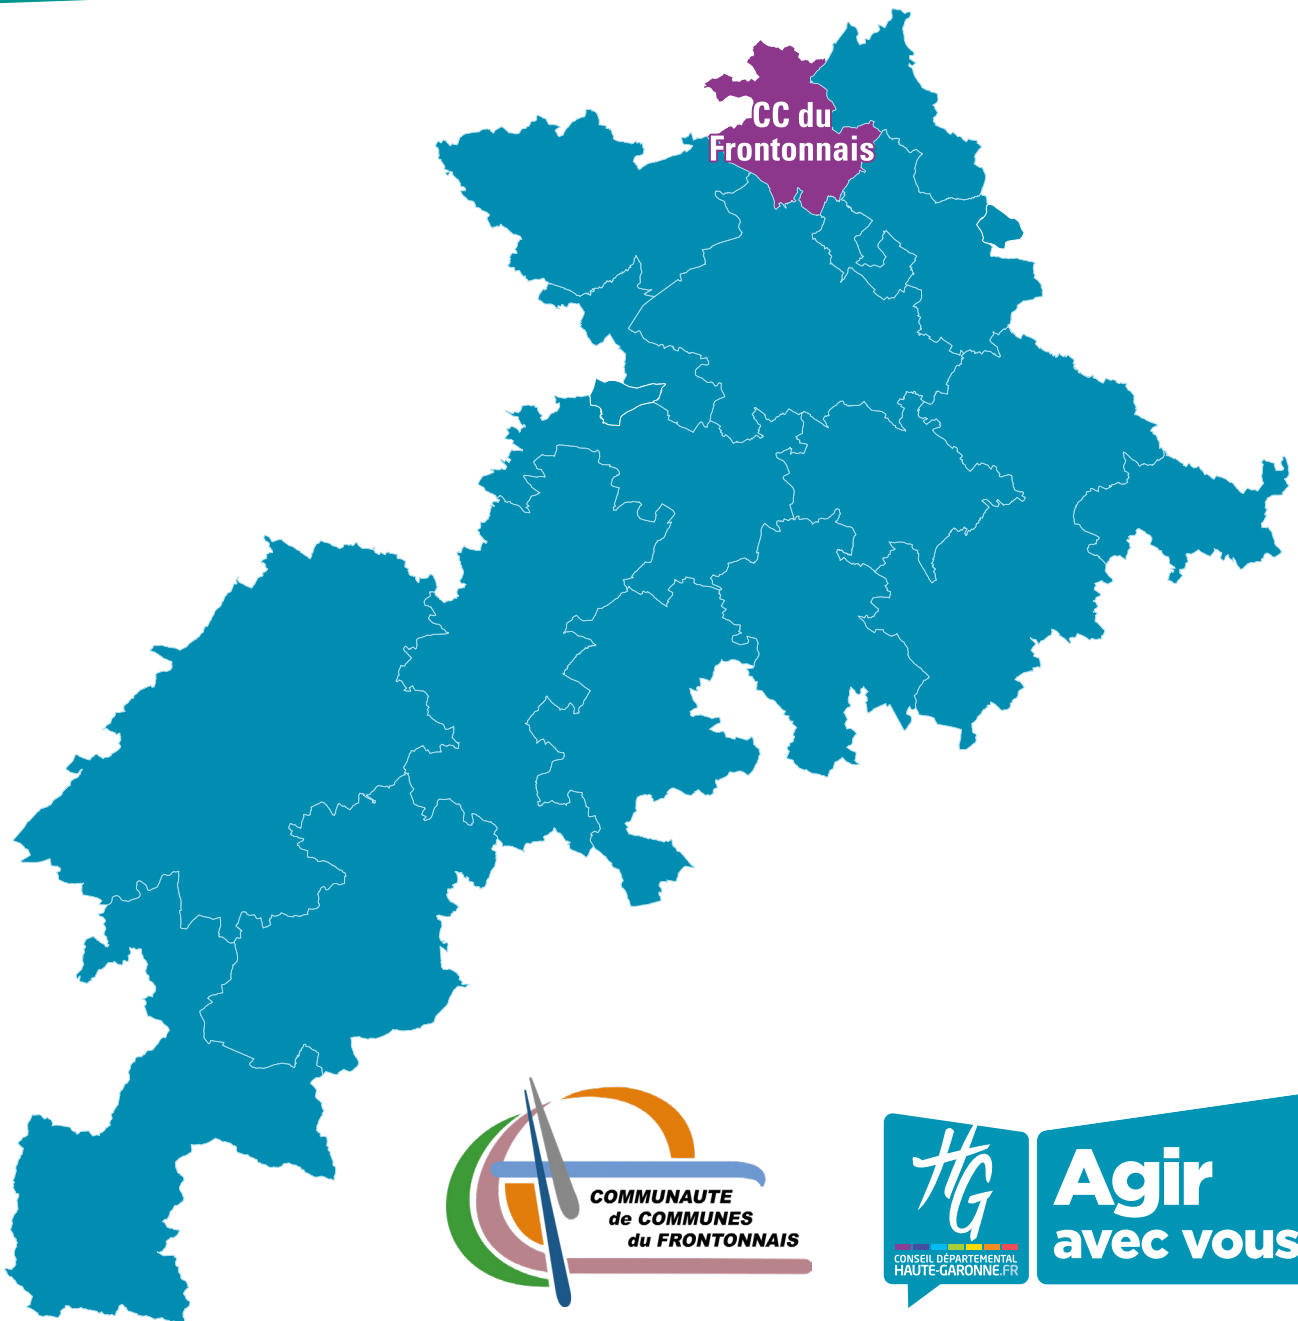 CC du
Frontonnais
COMMUNAUTE
de COMMUNES
du FRONTONNAIS
HG
CONSEIL DÉPARTEMENTAL
HAUTE-GARONNE.FR
Agir
avec vous